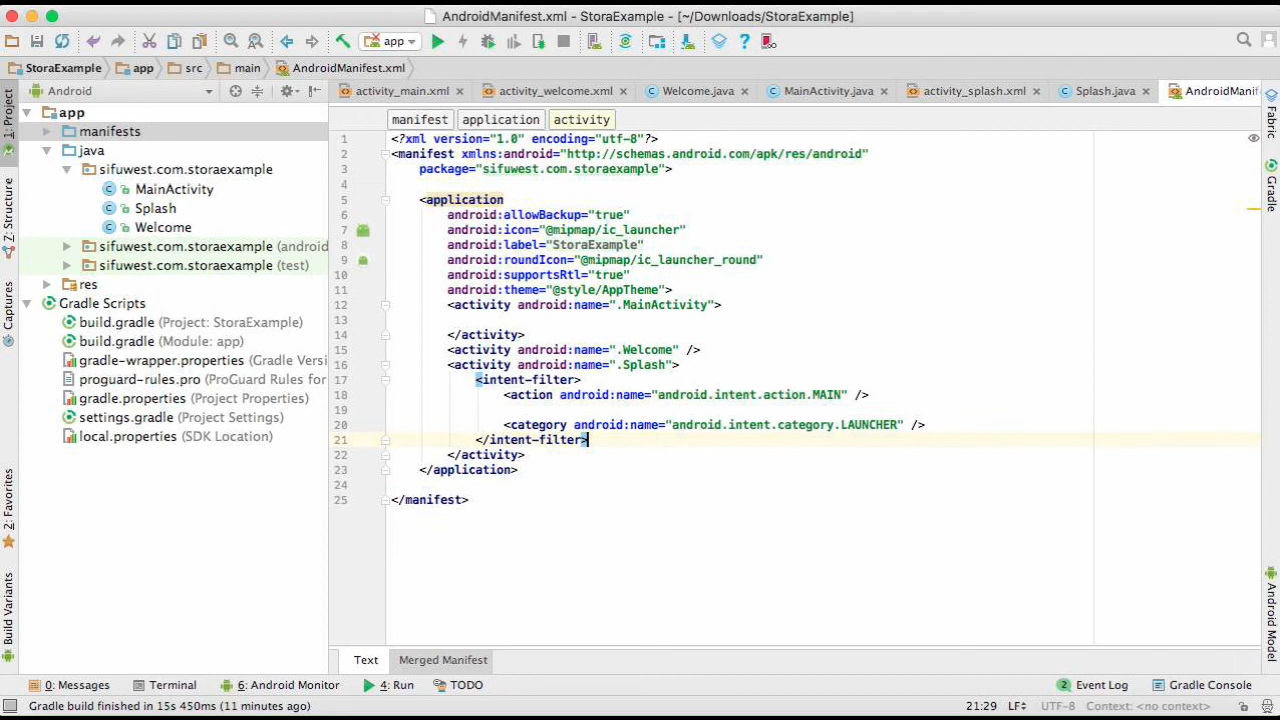 AndroidManifest.xml - StoraExample - [~/Downloads/StoraExample]
app
StoraExample app src main AndroidManifest.xml
Android
activity_main.xml activity_welcome.xml Welcome.java MainActivity.java activity_splash.xml Splash.java AndroidManif
1: Project
Z: Structure
Captures
2: Favorites
Build Variants
app
manifests
java
sifuwest.com.storaexample
MainActivity
Splash
Welcome
sifuwest.com.storaexample (android
sifuwest.com.storaexample (test)
res
Gradle Scripts
build.gradle (Project: StoraExample)
build.gradle (Module: app)
gradle-wrapper.properties (Gradle Versi
proguard-rules.pro (ProGuard Rules for
gradle.properties (Project Properties)
settings.gradle (Project Settings)
local.properties (SDK Location)
manifest application activity
1 <?xml version="1.0" encoding="utf-8"?>
2 <manifest xmlns:android="http://schemas.android.com/apk/res/android"
3 package="sifuwest.com.storaexample">
4
5 <application
6 android:allowBackup="true"
7 android:icon="@mipmap/ic_launcher"
8 android:label="StoraExample"
9 android:roundIcon="@mipmap/ic_launcher_round"
10 android:supportsRtl="true"
11 android:theme="@style/AppTheme">
12 <activity android:name=".MainActivity">
13
14 </activity>
15 <activity android:name=".Welcome" />
16 <activity android:name=".Splash">
17 <intent-filter>
18 <action android:name="android.intent.action.MAIN" />
19
20 <category android:name="android.intent.category.LAUNCHER" />
21 </intent-filter>
22 </activity>
23 </application>
24
25 </manifest>
Fabric
Gradle
Android Model
Text Merged Manifest
0: Messages Terminal 6: Android Monitor 4: Run TODO 2 Event Log Gradle Console
Gradle build finished in 15s 450ms (11 minutes ago) 21:29 LF UTF-8 Context: <no context>